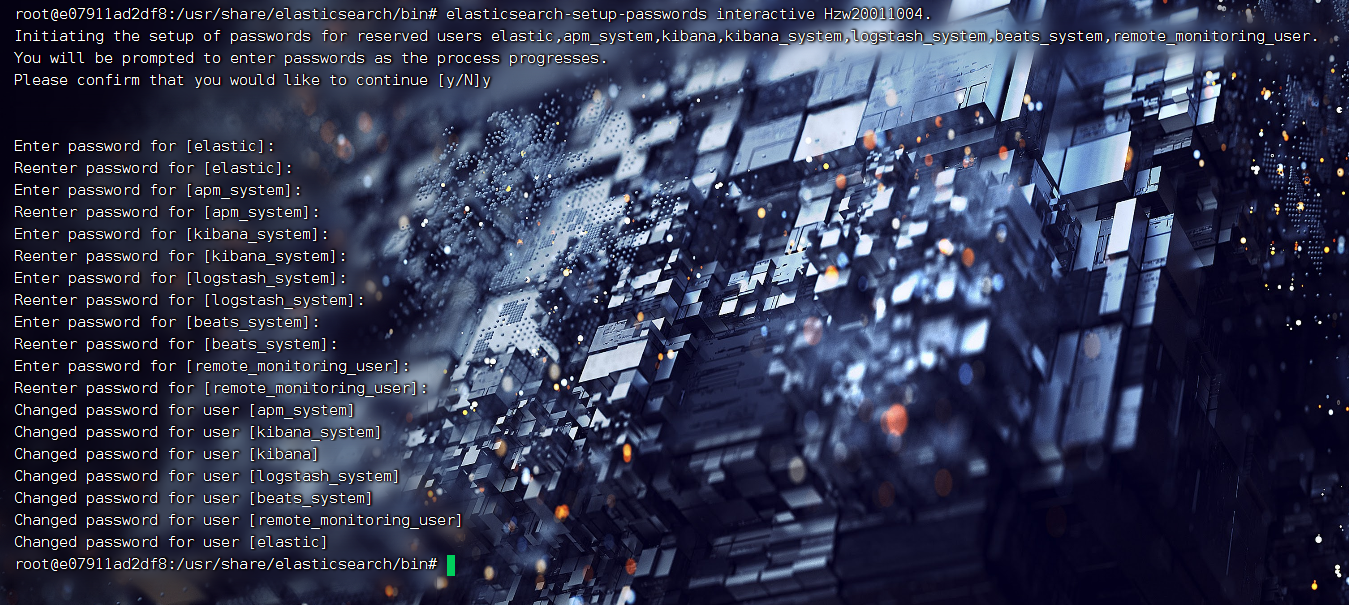 root@e07911ad2df8:/usr/share/elasticsearch/bin# elasticsearch-setup-passwords interactive Hzw20011004.
Initiating the setup of passwords for reserved users elastic,apm_system,kibana,kibana_system,logstash_system,beats_system,remote_monitoring_user.
You will be prompted to enter passwords as the process progresses.
Please confirm that you would like to continue [y/N]y
Enter password for [elastic]:
Reenter password for [elastic]:
Enter password for [apm_system]:
Reenter password for [apm_system]:
Enter password for [kibana_system]:
Reenter password for [kibana_system]:
Enter password for [logstash_system]:
Reenter password for [logstash_system]:
Enter password for [beats_system]:
Reenter password for [beats_system]:
Enter password for [remote_monitoring_user]:
Reenter password for [remote_monitoring_user]:
Changed password for user [apm_system]
Changed password for user [kibana_system]
Changed password for user [kibana]
Changed password for user [logstash_system]
Changed password for user [beats_system]
Changed password for user [remote_monitoring_user]
Changed password for user [elastic]
root@e07911ad2df8:/usr/share/elasticsearch/bin#